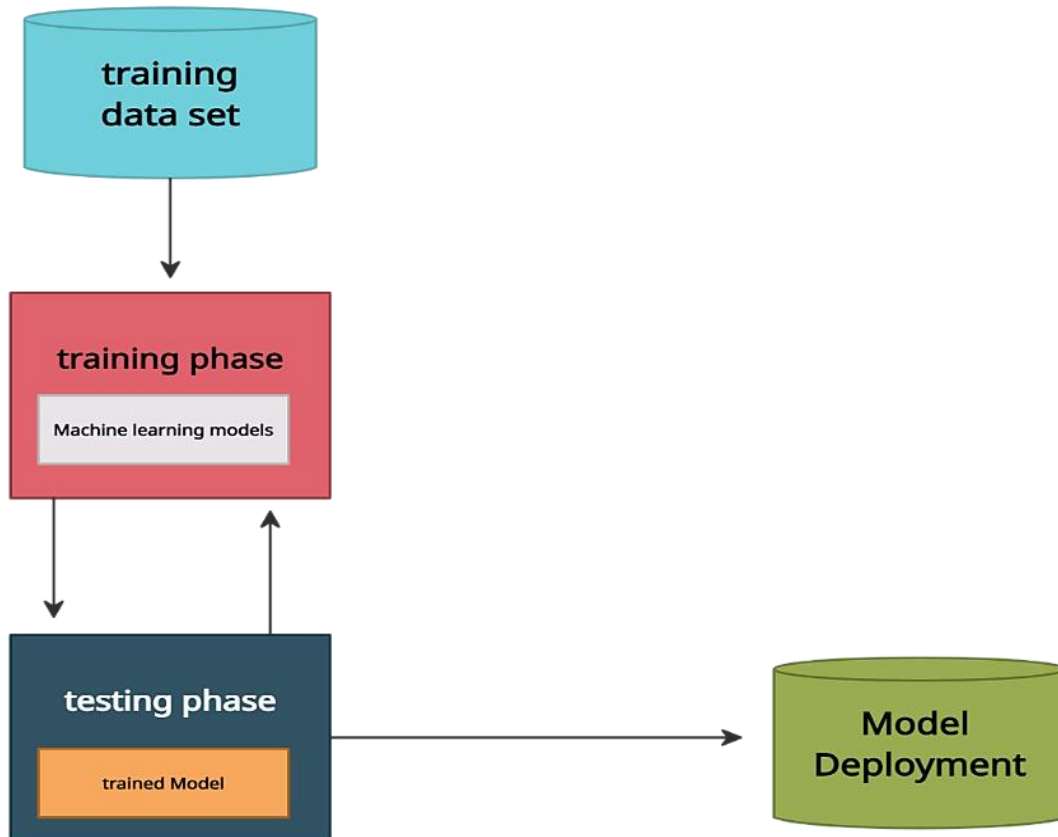 training
data set
training phase
Machine learning models
testing phase
trained Model
Model
Deployment